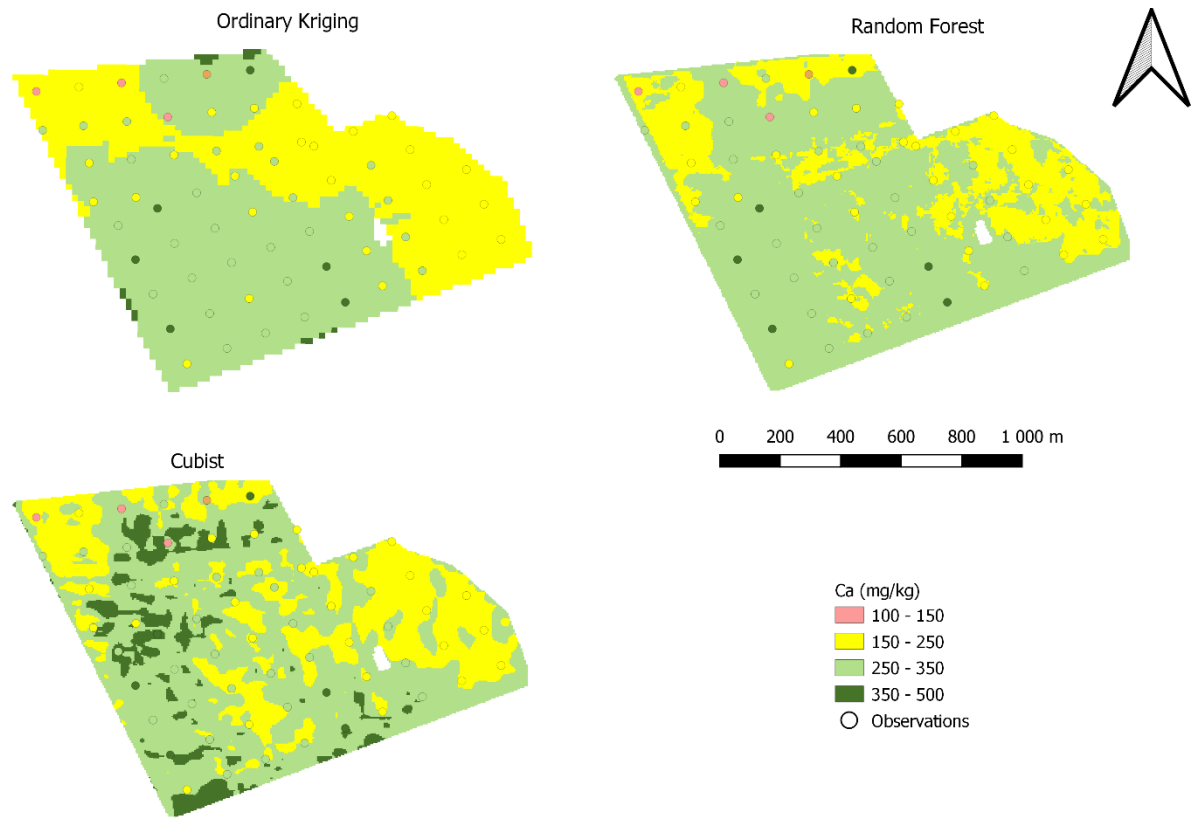 Ordinary Kriging
Random Forest
0 200 400 600 800 1 000 m
Cubist
Ca (mg/kg)
100 - 150
150 - 250
250 - 350
350 - 500
Observations